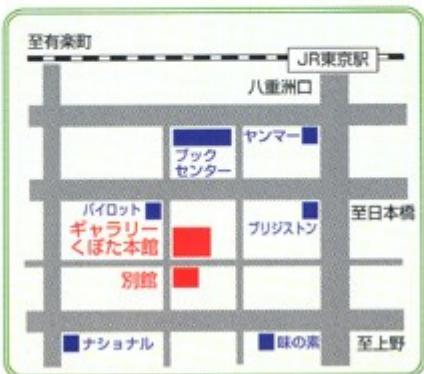 至有楽町
JR東京駅
八重洲口
ヤンマー
ブック
センター
パイロット
ブリジストン
至日本橋
ギャラリー
くぼた本館
別館
ナショナル
味の素
至上野